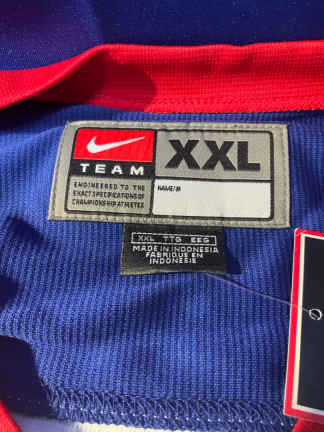 TEAM
XXL
ENGINEERED TO THE
EXACT SPECIFICATIONS OF
CHAMPIONSHIP ATHLETES
NAME/#
XXL TTG EEG
MADE IN INDONESIA
FABRIQUE EN
INDONESIE